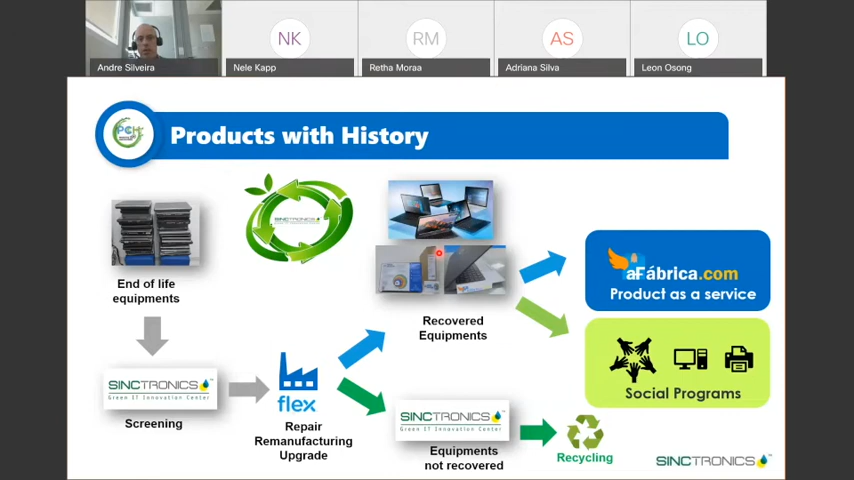 NK
RM
AS
LO
Andre Silveira
Nele Kapp
Retha Moraa
Adriana Silva
Leon Osong
PCH
Products with History
SINCTRONICS
End of life
equipments
aFábrica.com
Product as a service
Recovered
Equipments
SINCTRONICS
Green IT Innovation Center
Screening
flex
Repair
Remanufacturing
Upgrade
Social Programs
SINCTRONICS
Green IT Innovation Center
Equipments
not recovered
Recycling
SINCTRONICS